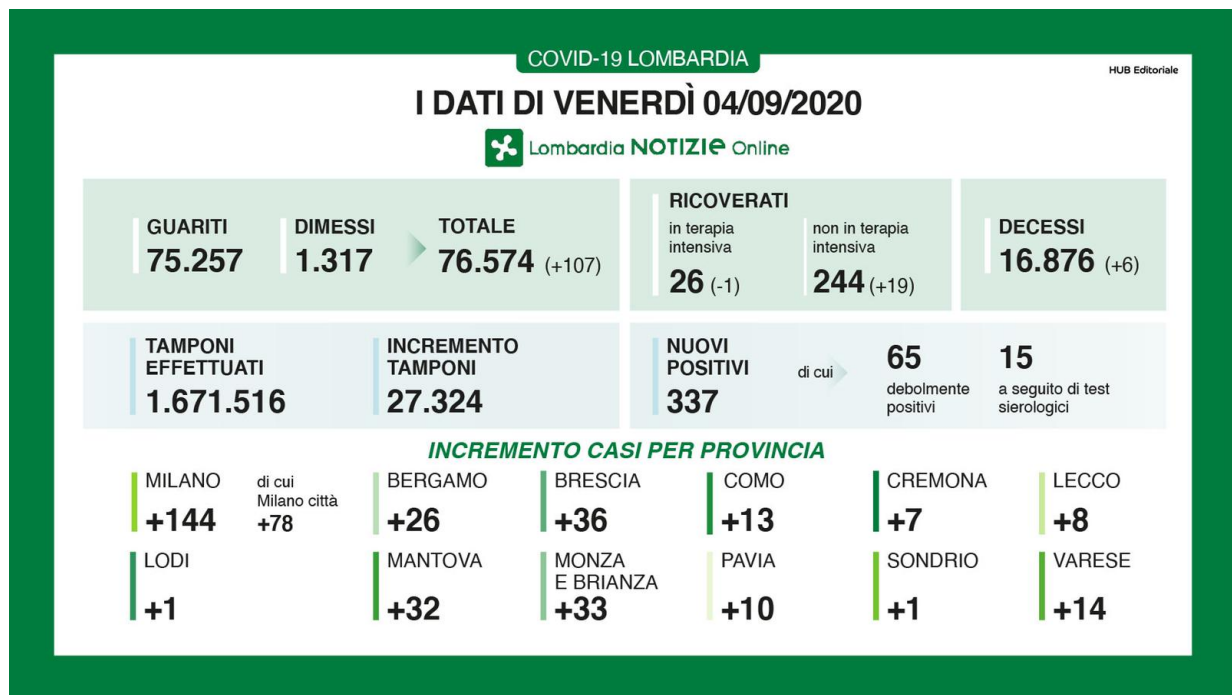 COVID-19 LOMBARDIA
HUB Editoriale
I DATI DI VENERDÌ 04/09/2020
Lombardia NOTIZIe Online
GUARITI
75.257
DIMESSI
1.317
TOTALE
76.574 (+107)
RICOVERATI
in terapia
intensiva
26 (-1)
non in terapia
intensiva
244 (+19)
DECESSI
16.876 (+6)
TAMPONI
EFFETTUATI
1.671.516
INCREMENTO
TAMPONI
27.324
NUOVI
POSITIVI
337
di cui
65
debolmente
positivi
15
a seguito di test
sierologici
INCREMENTO CASI PER PROVINCIA
MILANO
+144
di cui
Milano città
+78
BERGAMO
+26
BRESCIA
+36
COMO
+13
CREMONA
+7
LECCO
+8
LODI
+1
MANTOVA
+32
MONZA
E BRIANZA
+33
PAVIA
+10
SONDRIO
+1
VARESE
+14